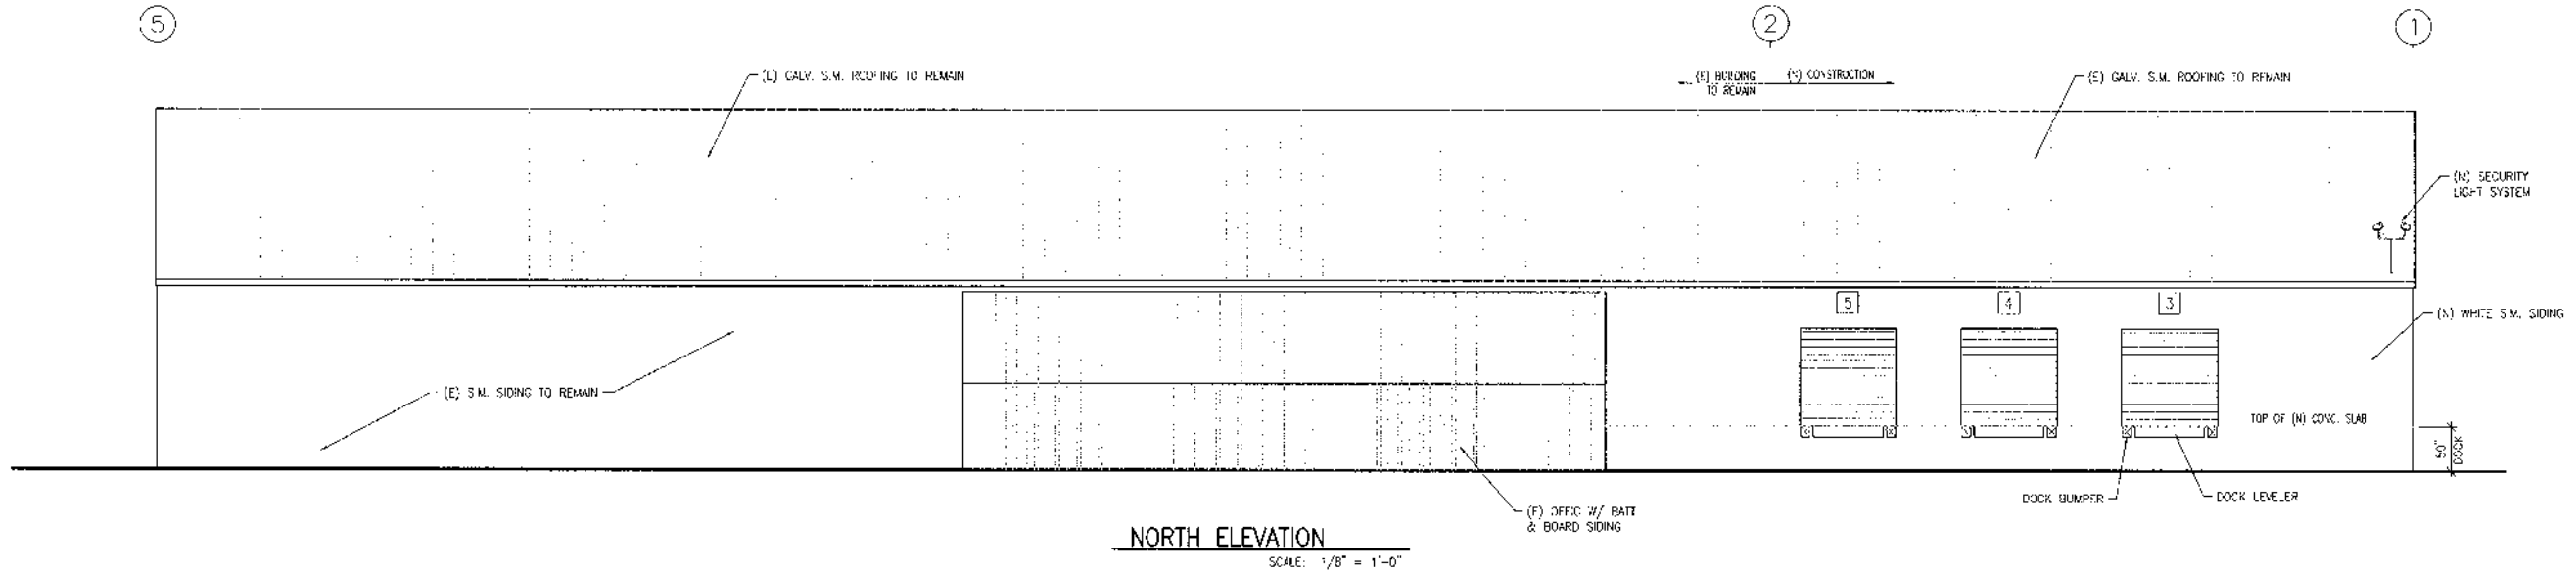 5
2
1
(E) GALV. S.M. ROOFING TO REMAIN
(E) BUILDING
TO REMAIN
(N) CONSTRUCTION
(E) GALV. S.M. ROOFING TO REMAIN
(N) SECURITY
LIGHT SYSTEM
5
4
3
(N) WHITE S.M. SIDING
(E) S.M. SIDING TO REMAIN
TOP OF (N) CONC. SLAB
50"
DOCK
DOCK BUMPER
DOCK LEVELER
(E) OFFIC W/ BATT
& BOARD SIDING
NORTH ELEVATION
SCALE: 1/8" = 1'-0"